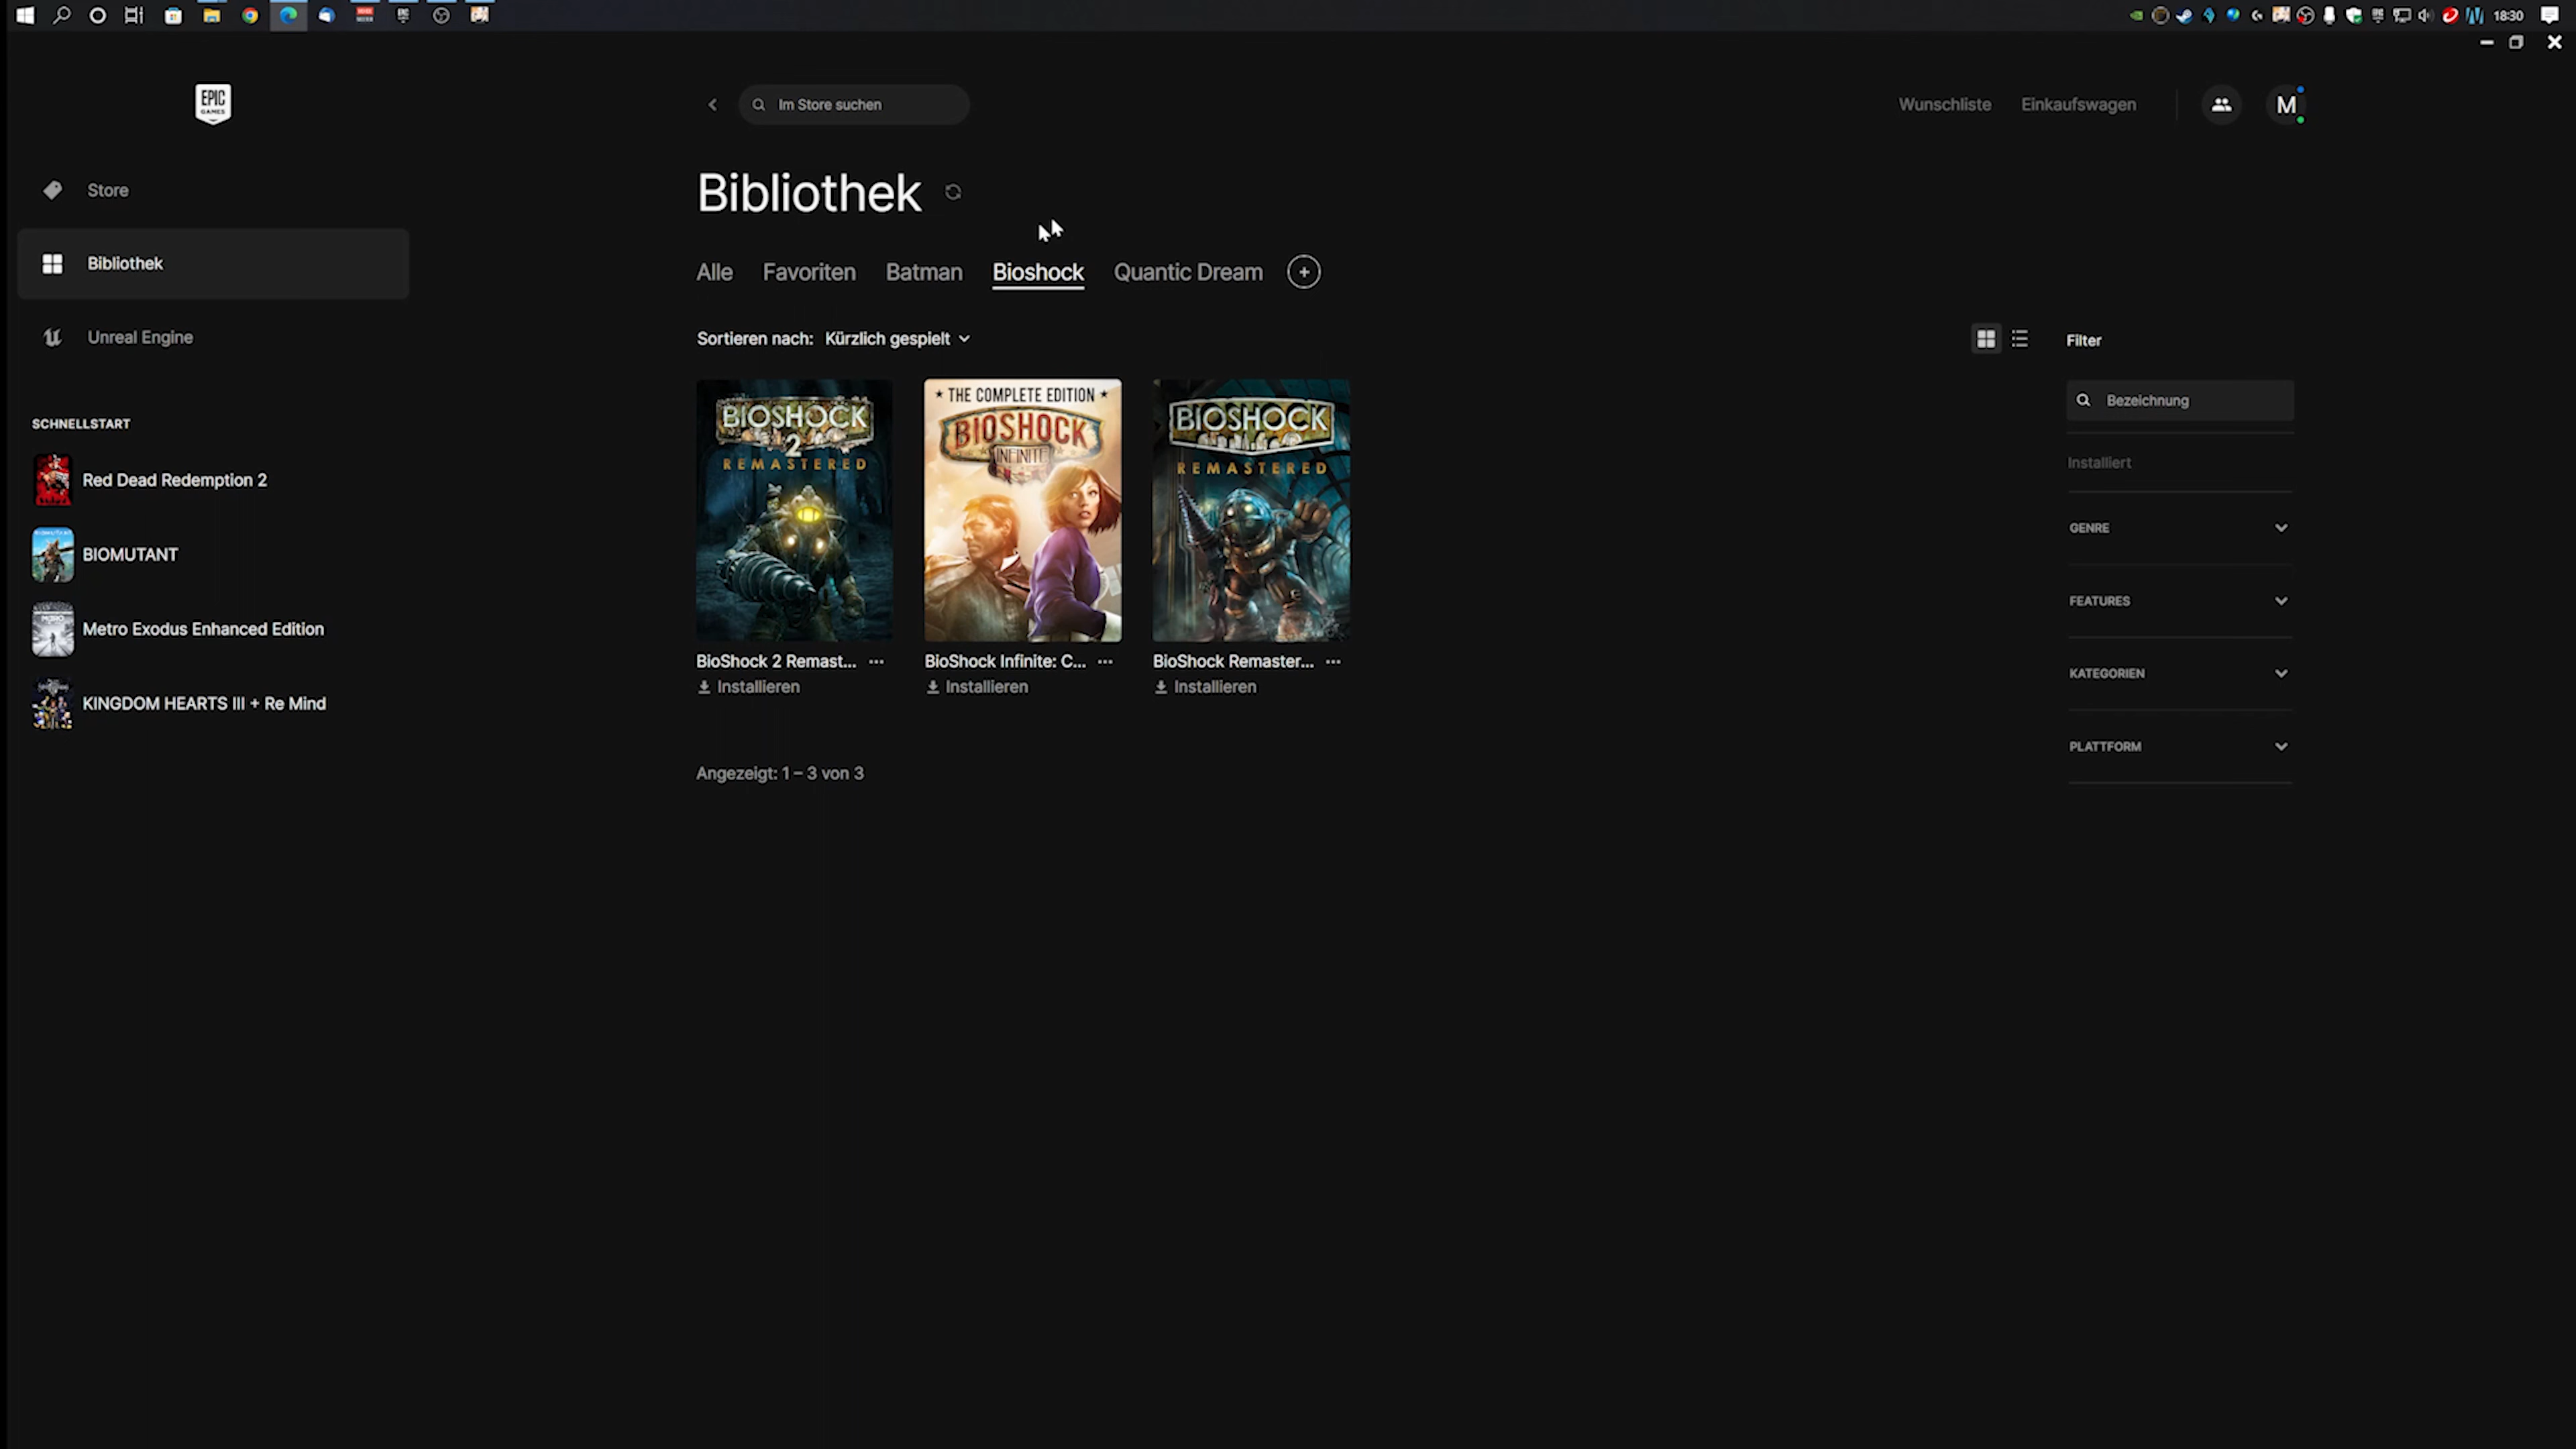 18:30
EPIC
GAMES
Im Store suchen
Wunschliste
Einkaufswagen
M
Store
Bibliothek
Unreal Engine
SCHNELLSTART
Red Dead Redemption 2
BIOMUTANT
Metro Exodus Enhanced Edition
KINGDOM HEARTS III + Re Mind
Bibliothek
Alle Favoriten Batman Bioshock Quantic Dream
Sortieren nach: Kürzlich gespielt
BIOSHOCK
2
REMASTERED
BioShock 2 Remast... ···
Installieren
★ THE COMPLETE EDITION ★
BIOSHOCK
INFINITE
BioShock Infinite: C... ···
Installieren
BIOSHOCK
REMASTERED
BioShock Remaster... ···
Installieren
Angezeigt: 1 – 3 von 3
Filter
Bezeichnung
Installiert
GENRE
FEATURES
KATEGORIEN
PLATTFORM